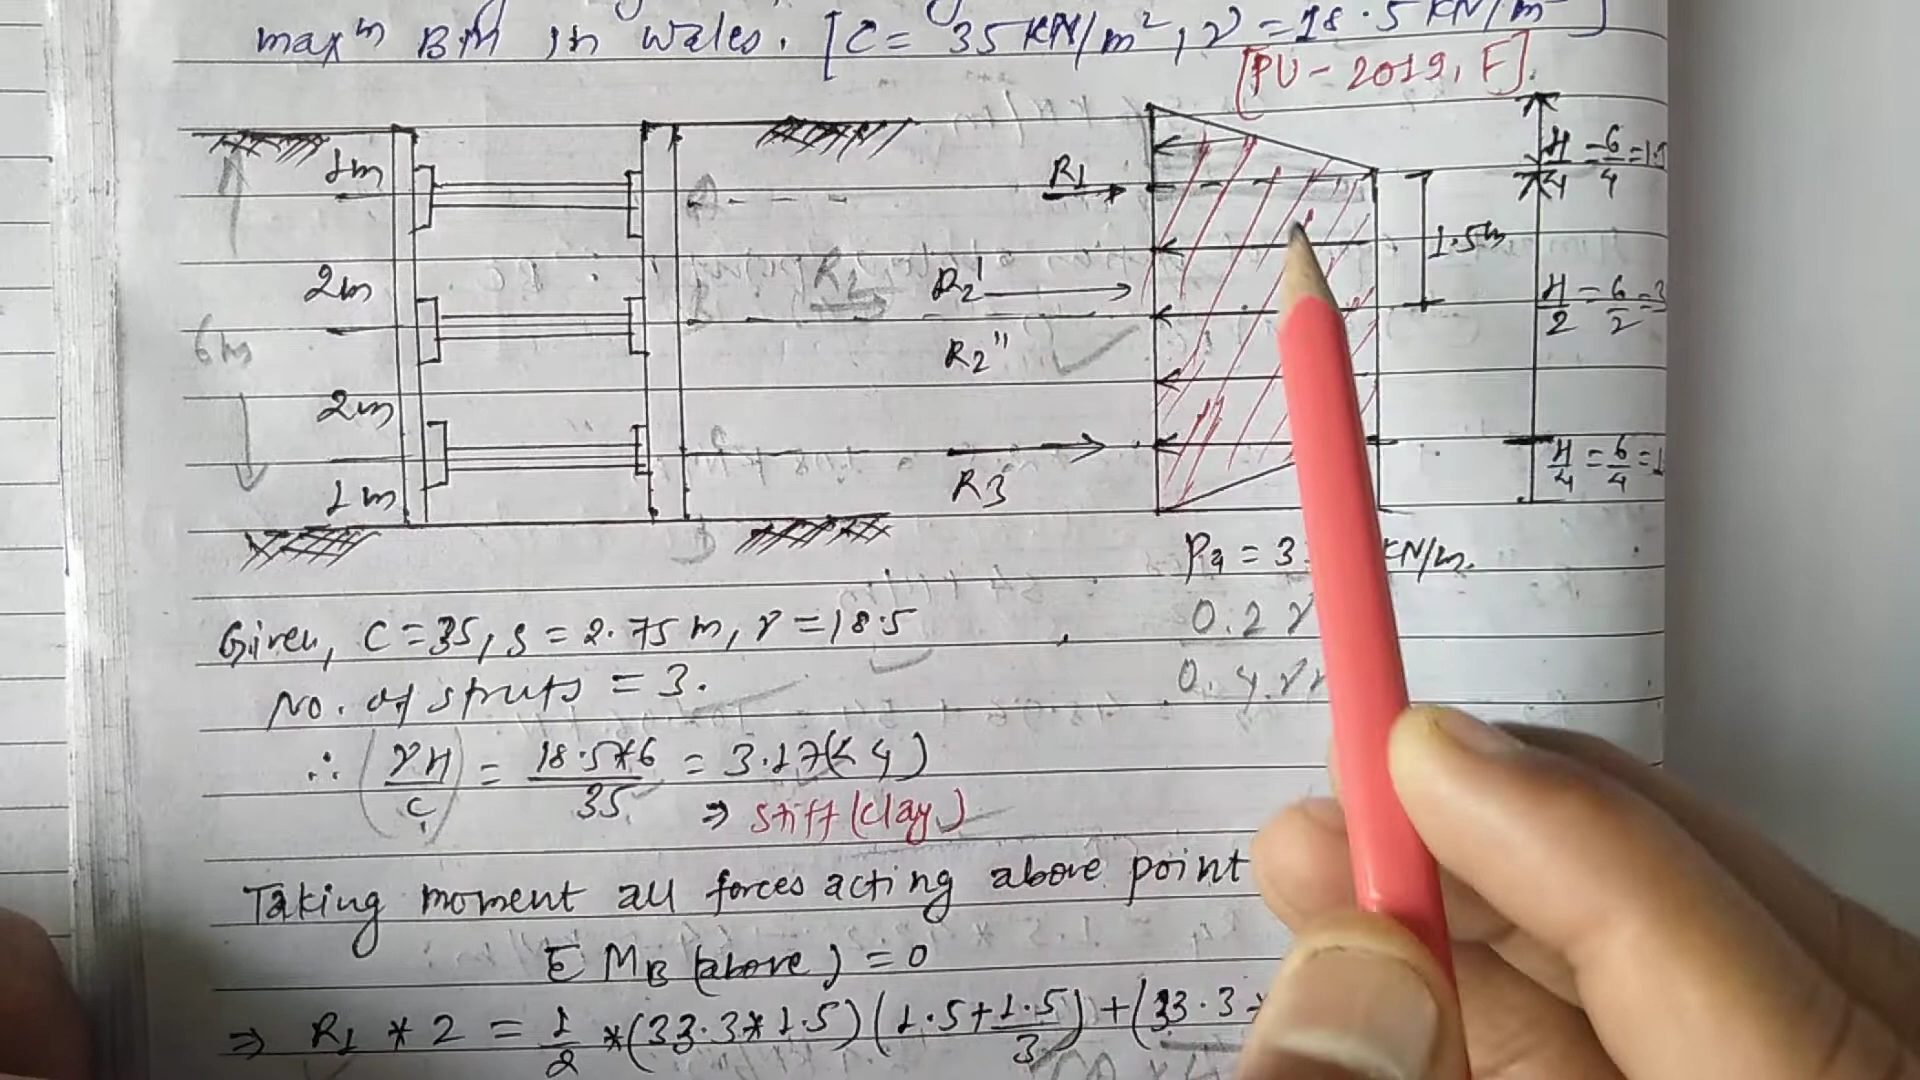 max^m BM in wales. [C = 35 KN/m², γ = 18.5 KN/m
[PU - 2019, F].
1m
2m
6m
2m
1m
A
R2
B
C
R1
R2'
R2"
R3
1.5m
H/4 = 6/4 = 1.5
H/2 = 6/2 = 3
H/4 = 6/4 = 1
Pa = 3 KN/m.
0.2 γ
0.4 γ
Given, C = 35, S = 2.75 m, γ = 18.5
No. of struts = 3.
∴ (γH/c) = 18.5*6/35 = 3.17 (< 4)
⇒ stiff (clay)
Taking moment all forces acting above point
Σ MB (above) = 0
⇒ R1 * 2 = 1/2 * (33.3 * 1.5) (1.5 + 1.5/3) + (33.3 *